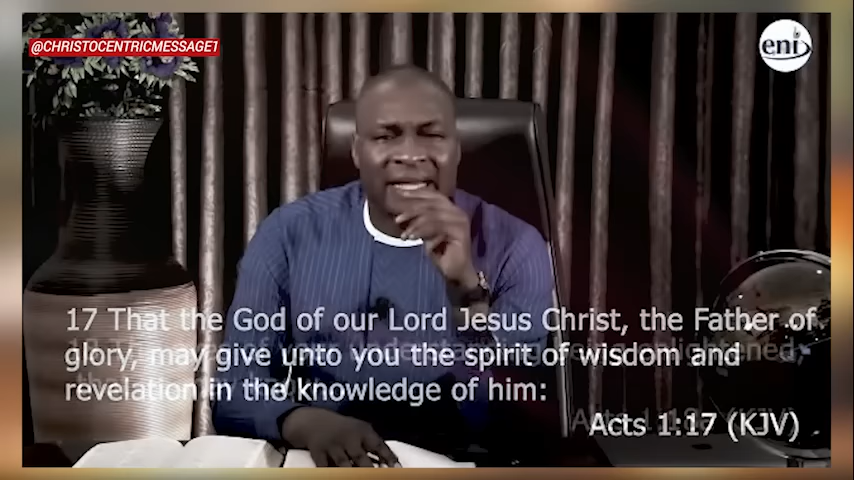 @CHRISTOCENTRICMESSAGE1
eni
17 That the God of our Lord Jesus Christ, the Father of
glory, may give unto you the spirit of wisdom and
revelation in the knowledge of him:
Acts 1:17 (KJV)